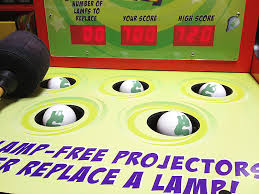 NUMBER OF
LAMPS TO
REPLACE
YOUR SCORE
HIGH SCORE
00
100
120
LAMP-FREE PROJECTORS
ER REPLACE A LAMP!